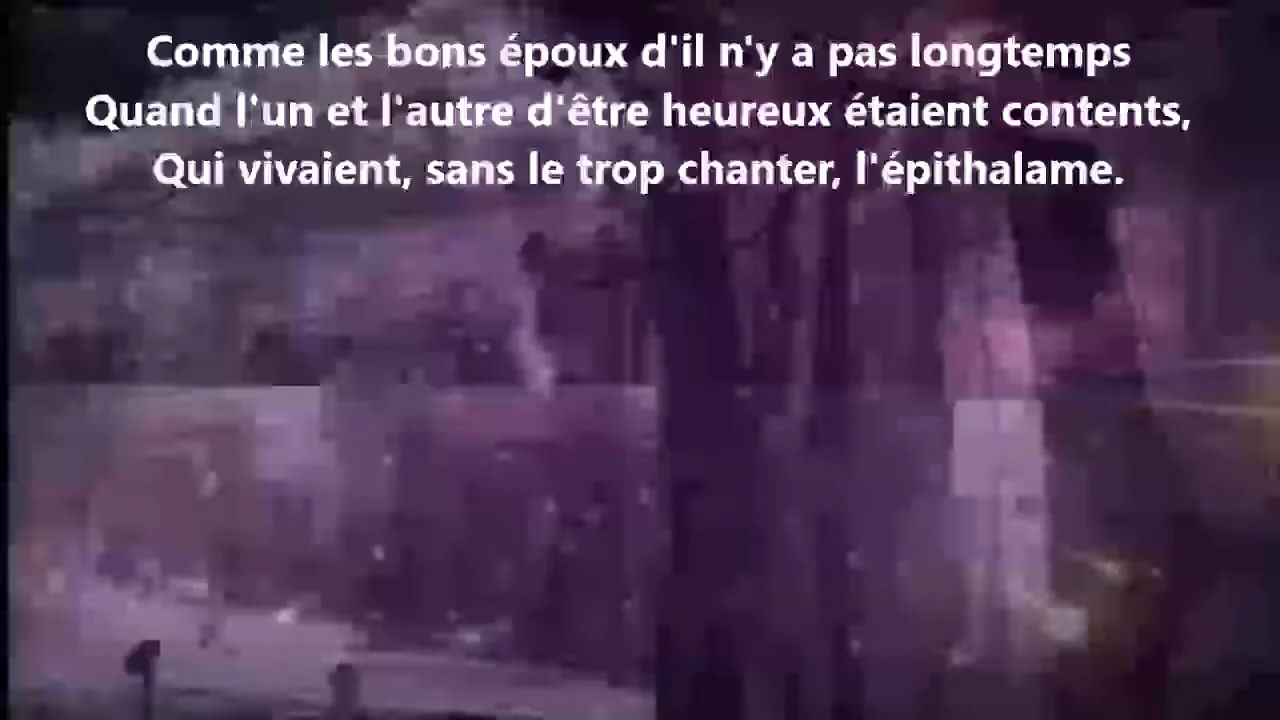 Comme les bons époux d'il n'y a pas longtemps
Quand l'un et l'autre d'être heureux étaient contents,
Qui vivaient, sans le trop chanter, l'épithalame.